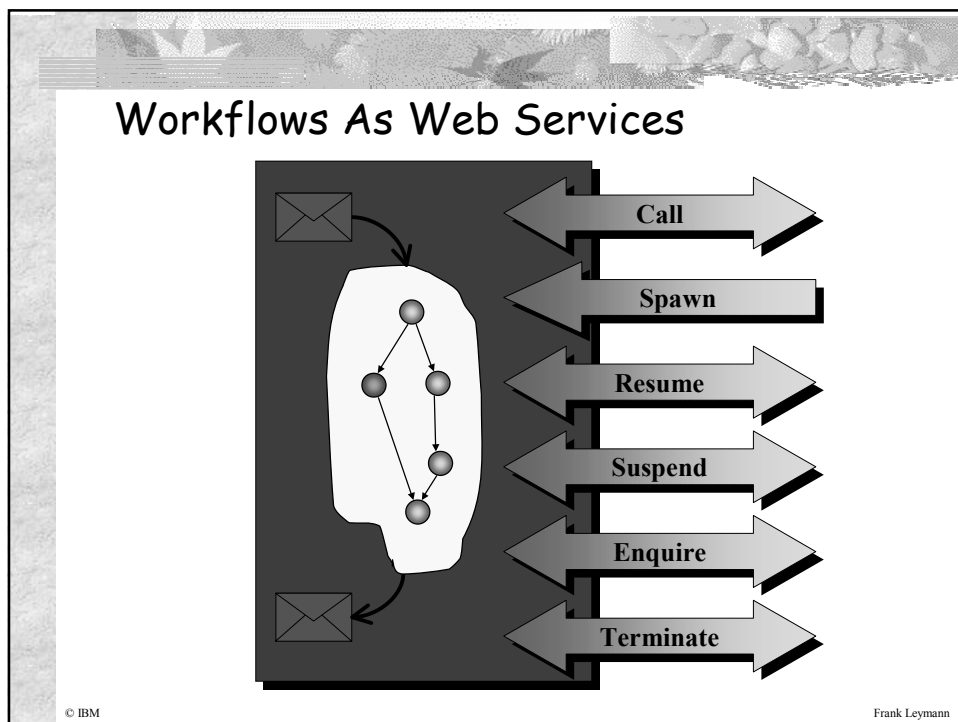 Workflows As Web Services
Call
Spawn
Resume
Suspend
Enquire
Terminate
© IBM
Frank Leymann